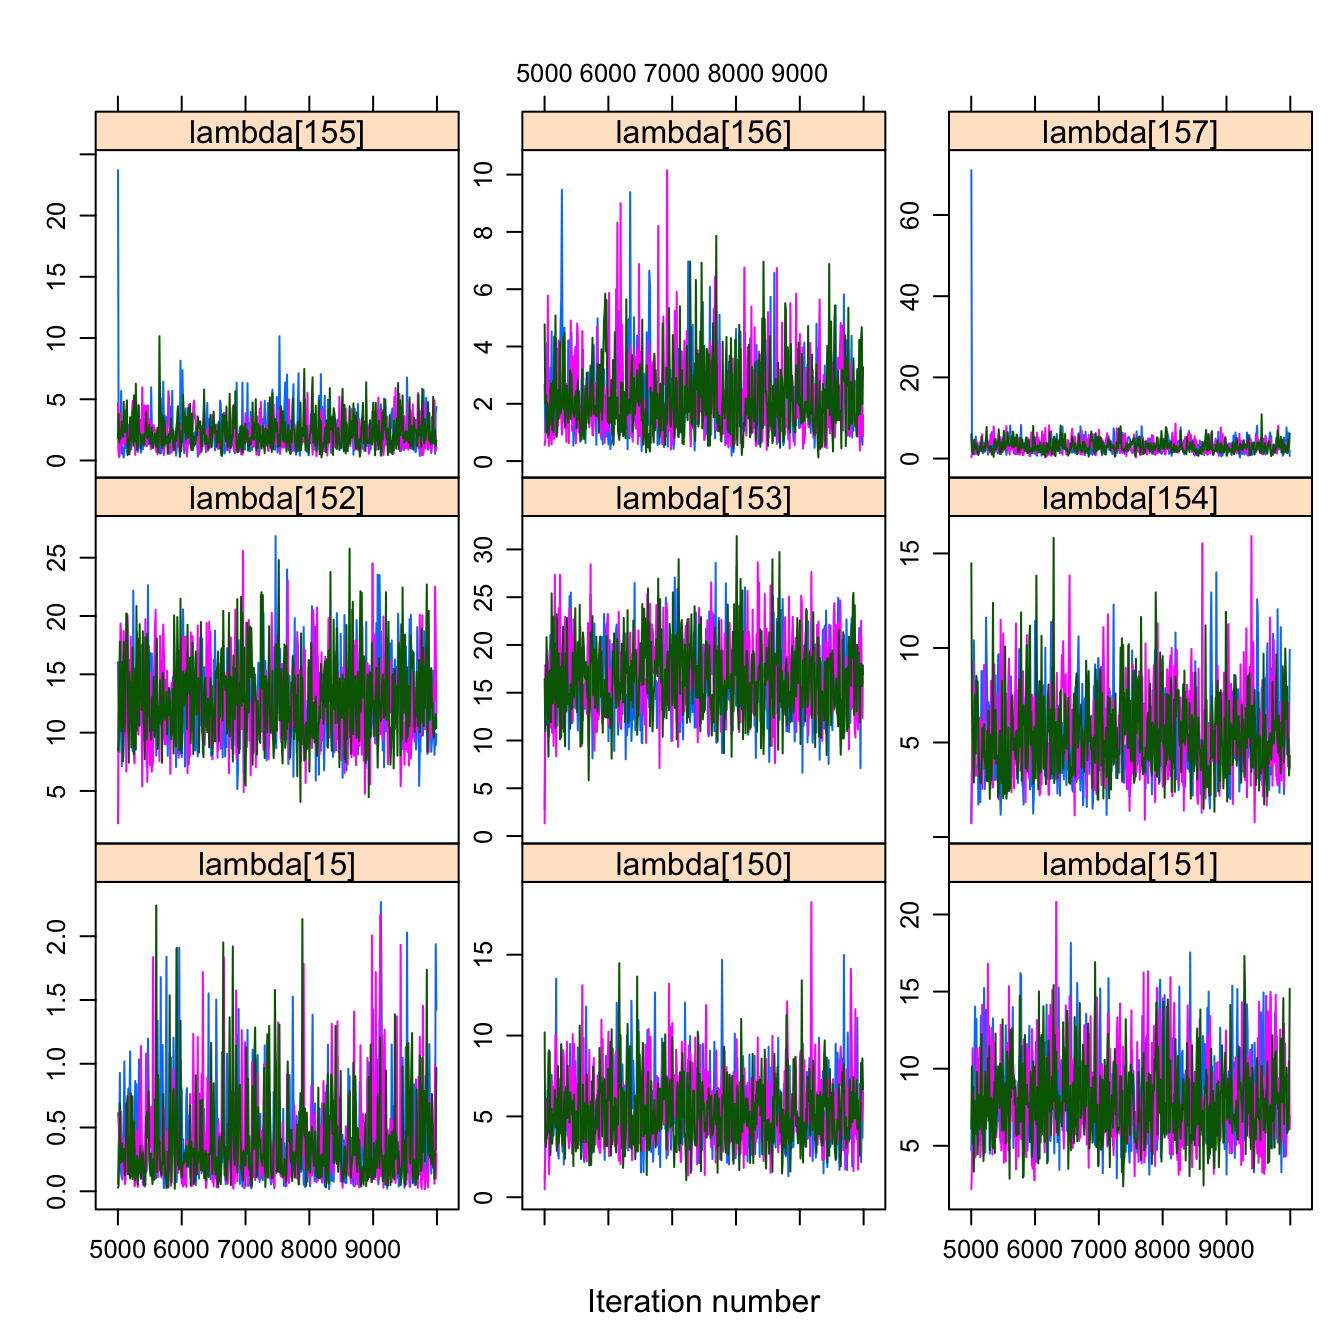 5000 6000 7000 8000 9000
lambda[155] lambda[156] lambda[157]
0 5 10 15 20
0 2 4 6 8 10
0 20 40 60
lambda[152] lambda[153] lambda[154]
5 10 15 20 25
0 5 10 15 20 25 30
5 10 15
lambda[15] lambda[150] lambda[151]
0.0 0.5 1.0 1.5 2.0
0 5 10 15
5 10 15 20
5000 6000 7000 8000 9000
5000 6000 7000 8000 9000
Iteration number